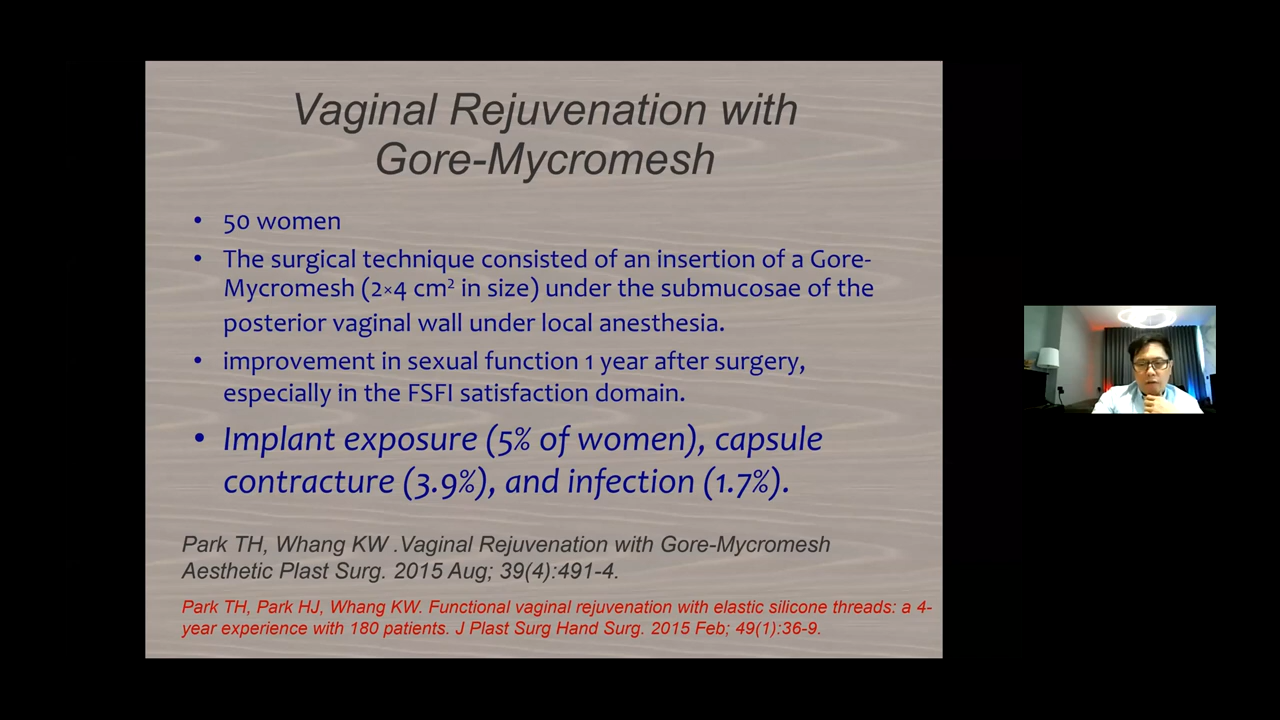 Vaginal Rejuvenation with
Gore-Mycromesh
• 50 women
• The surgical technique consisted of an insertion of a Gore-
Mycromesh (2×4 cm² in size) under the submucosae of the
posterior vaginal wall under local anesthesia.
• improvement in sexual function 1 year after surgery,
especially in the FSFI satisfaction domain.
• Implant exposure (5% of women), capsule
contracture (3.9%), and infection (1.7%).
Park TH, Whang KW .Vaginal Rejuvenation with Gore-Mycromesh
Aesthetic Plast Surg. 2015 Aug; 39(4):491-4.
Park TH, Park HJ, Whang KW. Functional vaginal rejuvenation with elastic silicone threads: a 4-
year experience with 180 patients. J Plast Surg Hand Surg. 2015 Feb; 49(1):36-9.